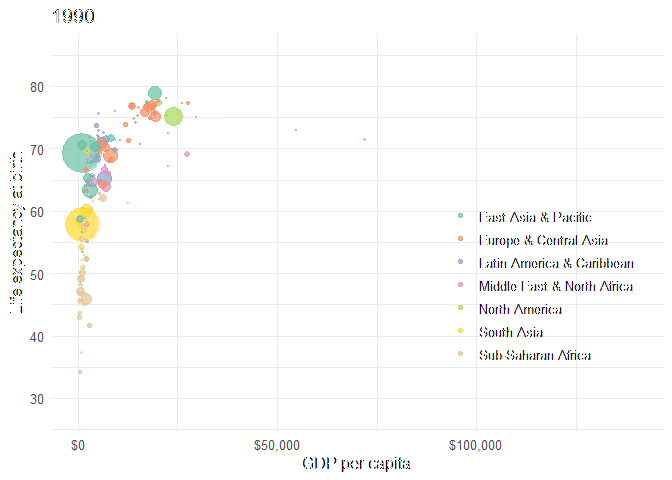 1990
80
70
60
50
40
30
Life expectancy at birth
East Asia & Pacific
Europe & Central Asia
Latin America & Caribbean
Middle East & North Africa
North America
South Asia
Sub-Saharan Africa
$0
$50,000
$100,000
GDP per capita